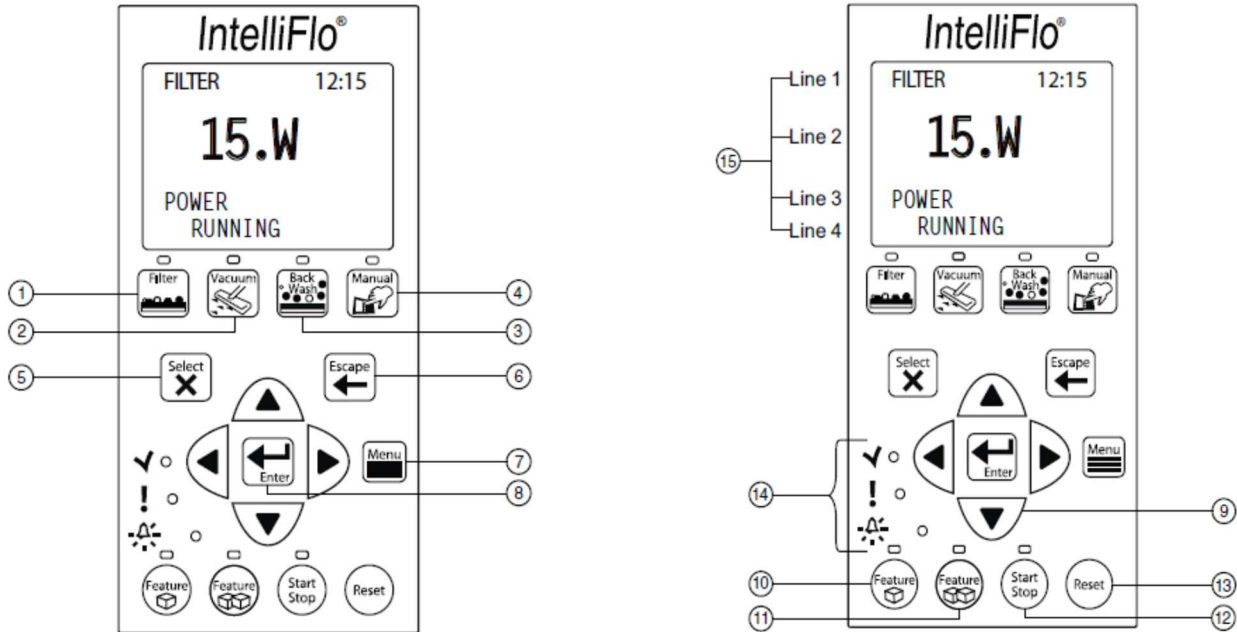 IntelliFlo®
FILTER 12:15
15.W
POWER
RUNNING
Filter Vacuum Back Wash Manual
1
2
3
4
Select Escape
5
6
Menu
7
Enter
8
Feature Feature Start Stop Reset
IntelliFlo®
Line 1
Line 2
Line 3
Line 4
15
FILTER 12:15
15.W
POWER
RUNNING
Filter Vacuum Back Wash Manual
Select Escape
Menu
Enter
!
14
9
Feature Feature Start Stop Reset
10
11
12
13